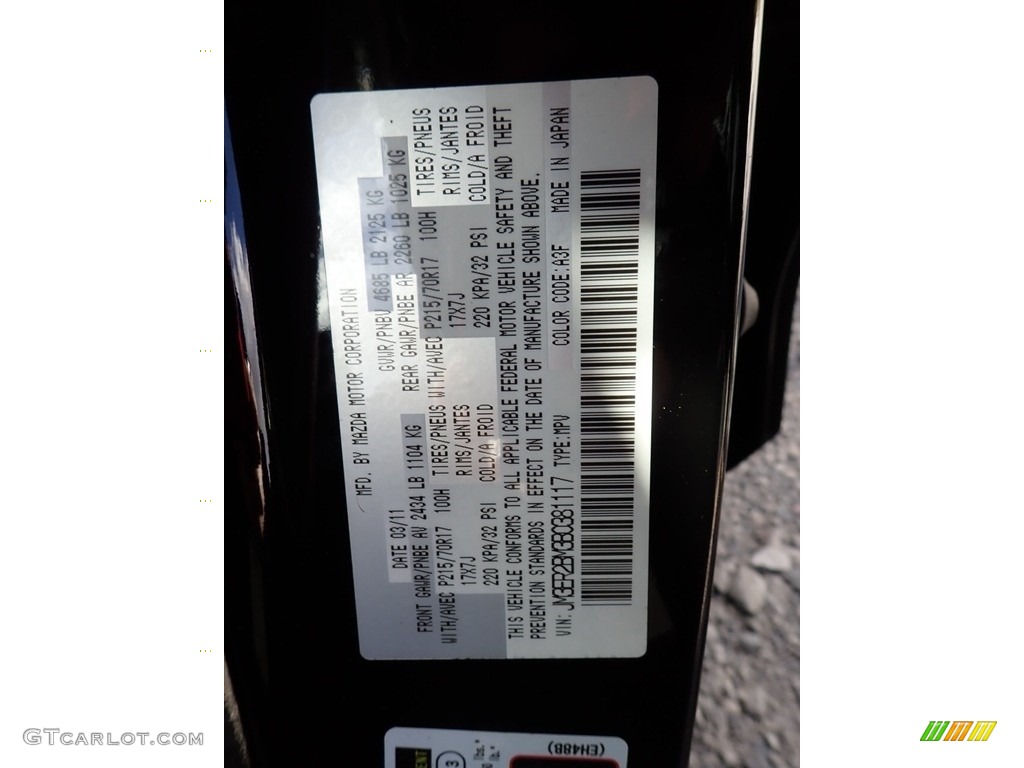 MFD. BY MAZDA MOTOR CORPORATION
DATE 03/11 GVWR/PNBV 4685 LB 2125 KG
FRONT GAWR/PNBE AV 2434 LB 1104 KG REAR GAWR/PNBE AR 2260 LB 1025 KG
WITH/AVEC P215/70R17 100H TIRES/PNEUS WITH/AVEC P215/70R17 100H TIRES/PNEUS
17X7J RIMS/JANTES 17X7J RIMS/JANTES
220 KPA/32 PSI COLD/A FROID 220 KPA/32 PSI COLD/A FROID
THIS VEHICLE CONFORMS TO ALL APPLICABLE FEDERAL MOTOR VEHICLE SAFETY AND THEFT
PREVENTION STANDARDS IN EFFECT ON THE DATE OF MANUFACTURE SHOWN ABOVE.
VIN: JM3ER2BM3B0381117 TYPE:MPV COLOR CODE:A3F MADE IN JAPAN
(EH48B)
GTcarlot.com